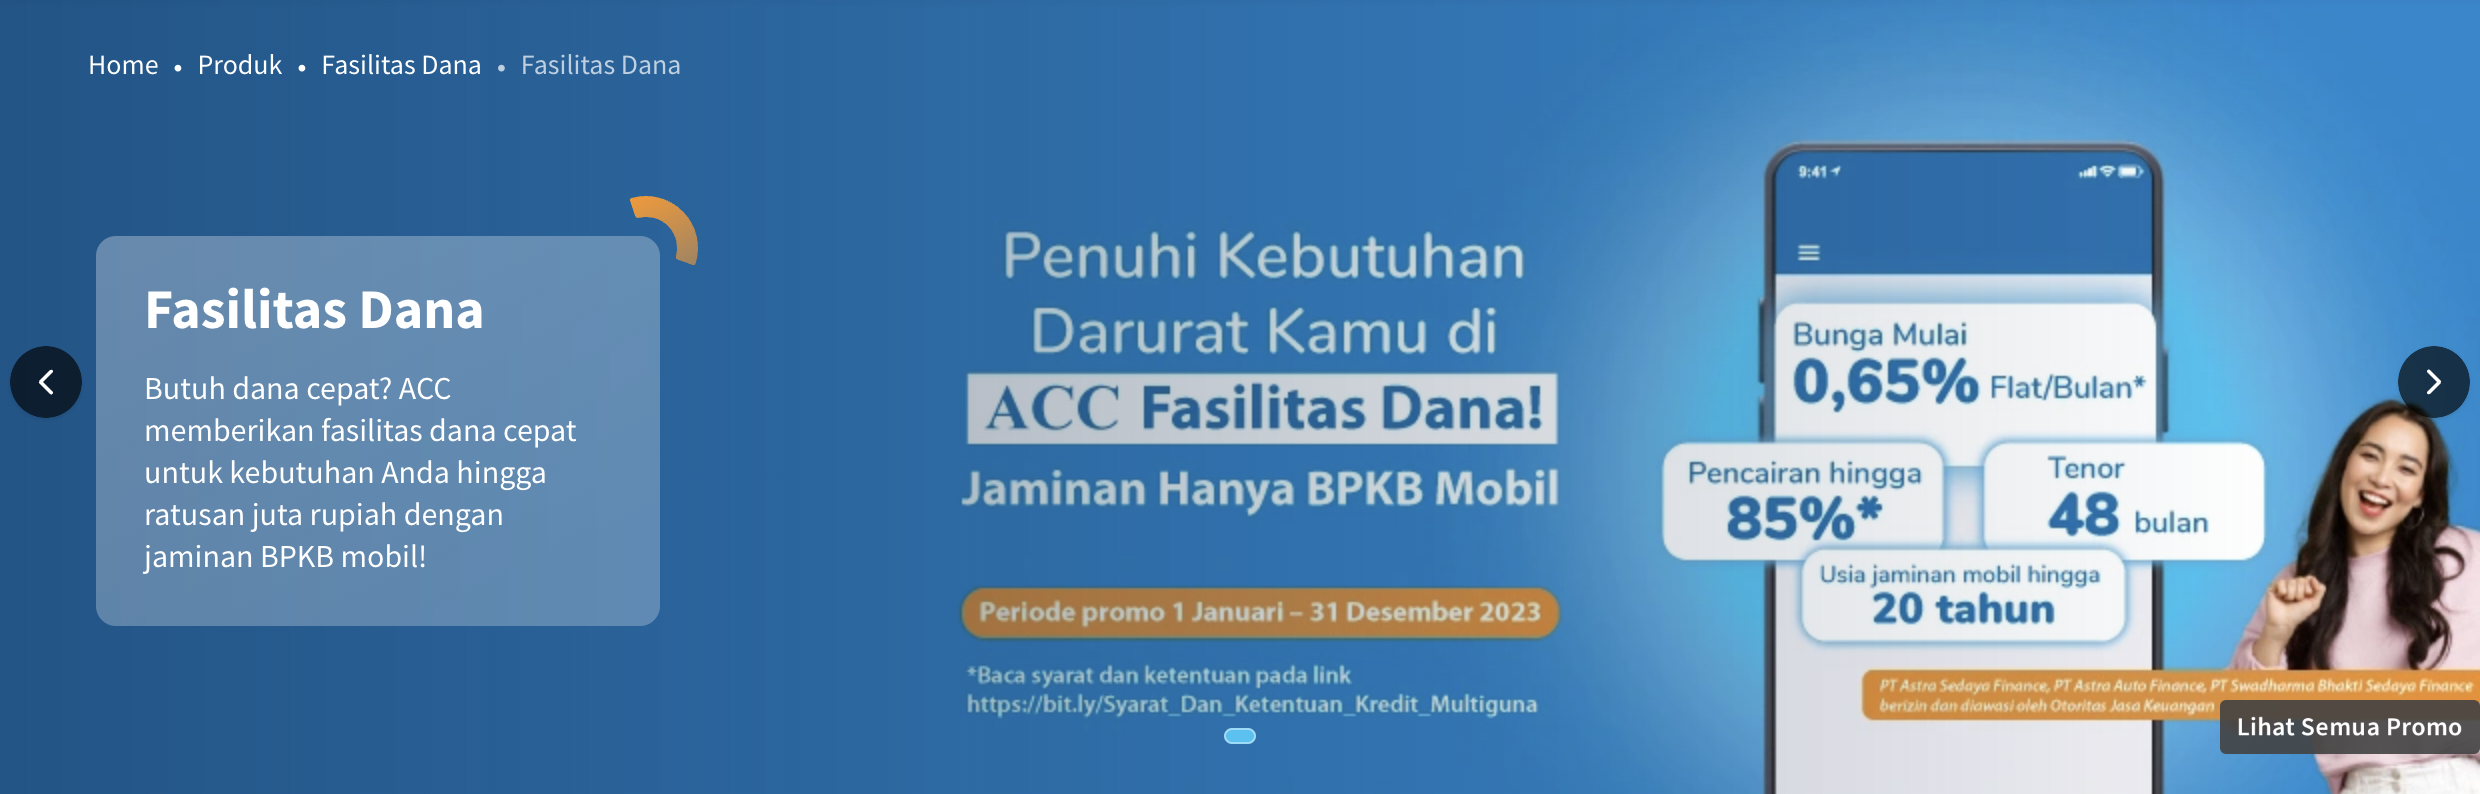 Home • Produk • Fasilitas Dana • Fasilitas Dana
Fasilitas Dana
Butuh dana cepat? ACC
memberikan fasilitas dana cepat
untuk kebutuhan Anda hingga
ratusan juta rupiah dengan
jaminan BPKB mobil!
Penuhi Kebutuhan
Darurat Kamu di
ACC Fasilitas Dana!
Jaminan Hanya BPKB Mobil
Periode promo 1 Januari – 31 Desember 2023
*Baca syarat dan ketentuan pada link
https://bit.ly/Syarat_Dan_Ketentuan_Kredit_Multiguna
9:41
Bunga Mulai
0,65% Flat/Bulan*
Pencairan hingga
85%*
Tenor
48 bulan
Usia jaminan mobil hingga
20 tahun
PT Astra Sedaya Finance, PT Astra Auto Finance, PT Swadharma Bhakti Sedaya Finance
berizin dan diawasi oleh Otoritas Jasa Keuangan
Lihat Semua Promo